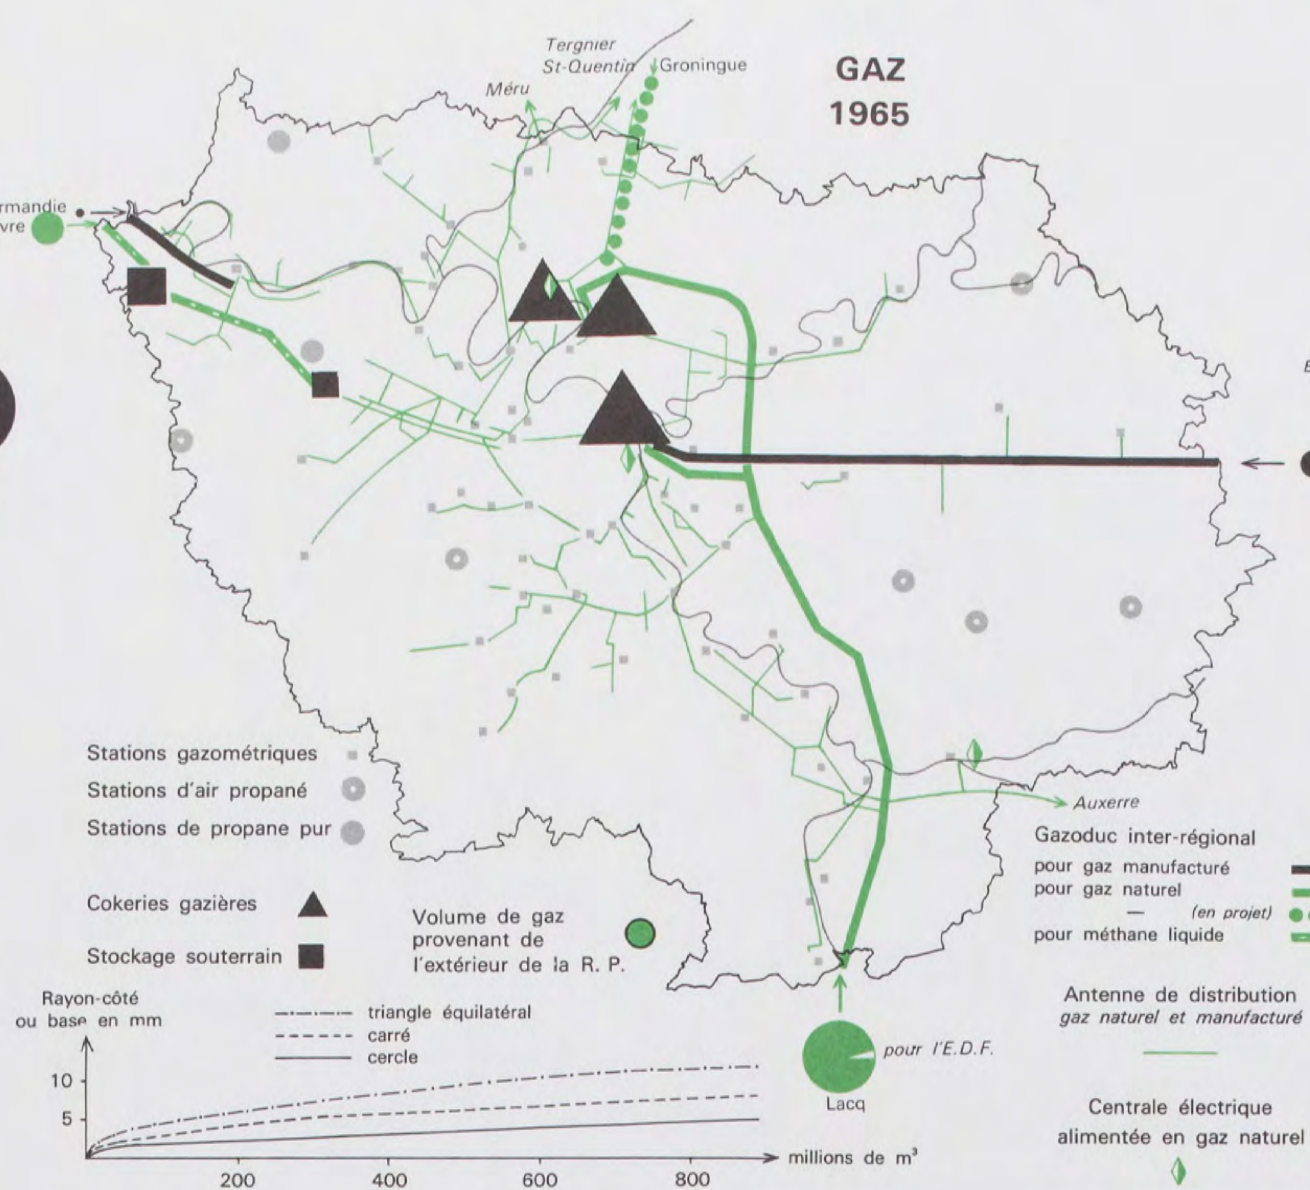 GAZ
1965
Tergnier
St-Quentin
Groningue
Méru
Auxerre
Stations gazométriques
Stations d'air propané
Stations de propane pur
Cokeries gazières
Stockage souterrain
Volume de gaz
provenant de
l'extérieur de la R. P.
Gazoduc inter-régional
pour gaz manufacturé
pour gaz naturel
— (en projet)
pour méthane liquide
Rayon-côté
ou base en mm
triangle équilatéral
carré
cercle
10
5
200
400
600
800
millions de m³
pour l'E.D.F.
Lacq
Antenne de distribution
gaz naturel et manufacturé
Centrale électrique
alimentée en gaz naturel